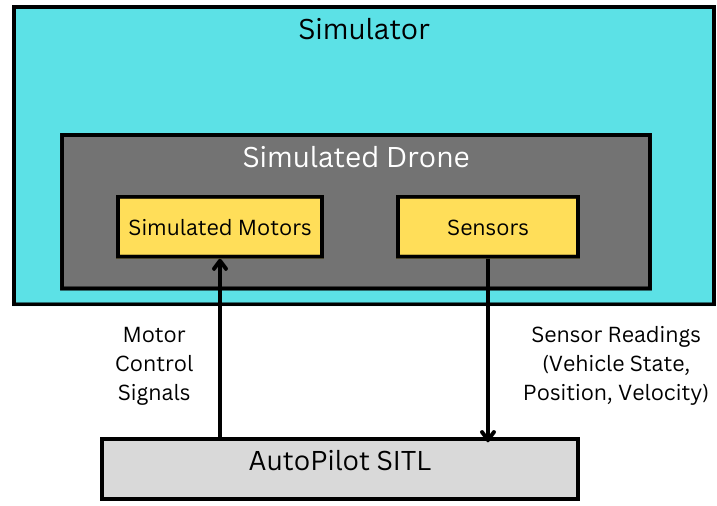 Simulator
Simulated Drone
Simulated Motors
Sensors
Motor
Control
Signals
Sensor Readings
(Vehicle State,
Position, Velocity)
AutoPilot SITL